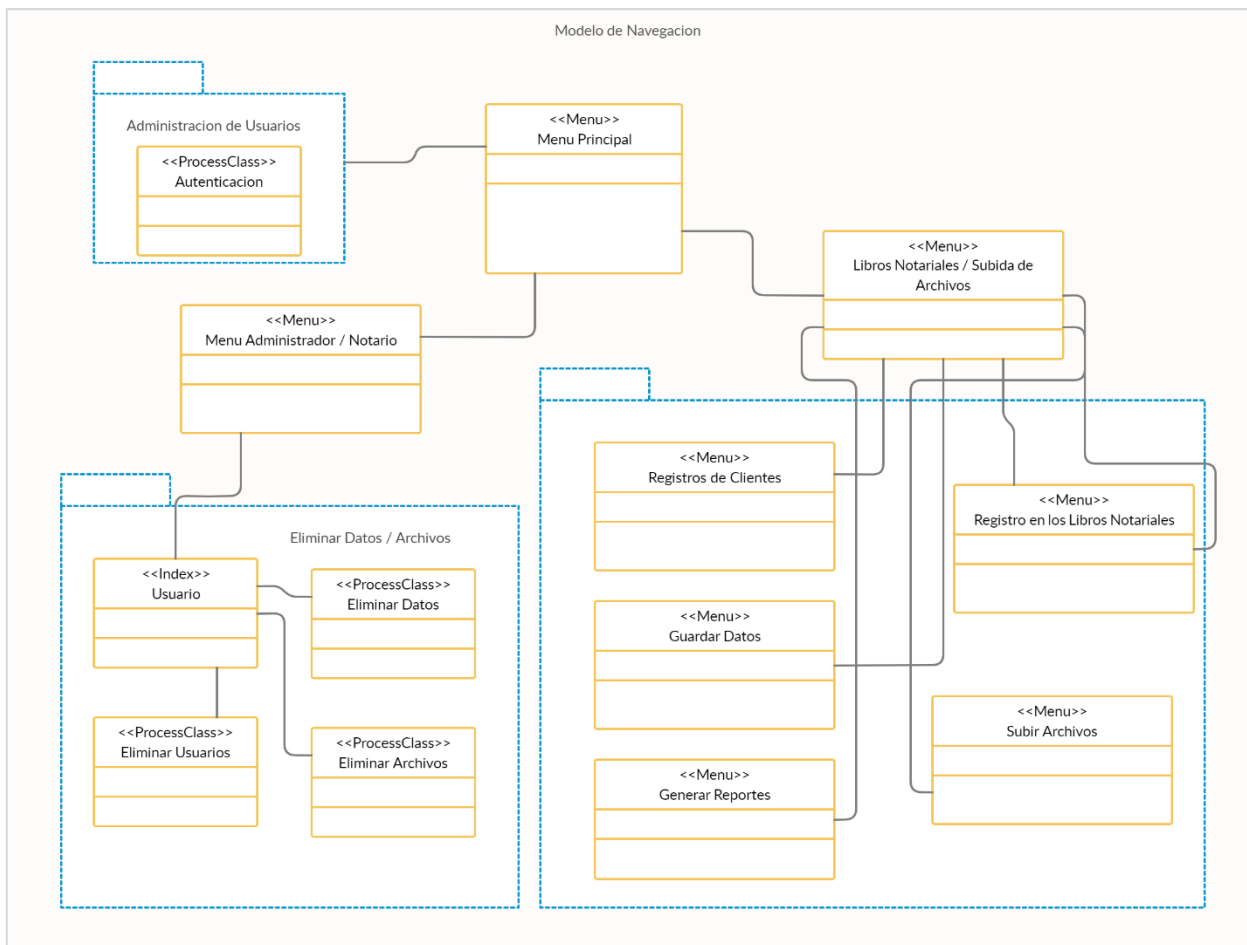 Modelo de Navegacion
Administracion de Usuarios
<<ProcessClass>>
Autenticacion
<<Menu>>
Menu Principal
<<Menu>>
Libros Notariales / Subida de
Archivos
<<Menu>>
Menu Administrador / Notario
Eliminar Datos / Archivos
<<Index>>
Usuario
<<ProcessClass>>
Eliminar Datos
<<ProcessClass>>
Eliminar Usuarios
<<ProcessClass>>
Eliminar Archivos
<<Menu>>
Registros de Clientes
<<Menu>>
Registro en los Libros Notariales
<<Menu>>
Guardar Datos
<<Menu>>
Subir Archivos
<<Menu>>
Generar Reportes